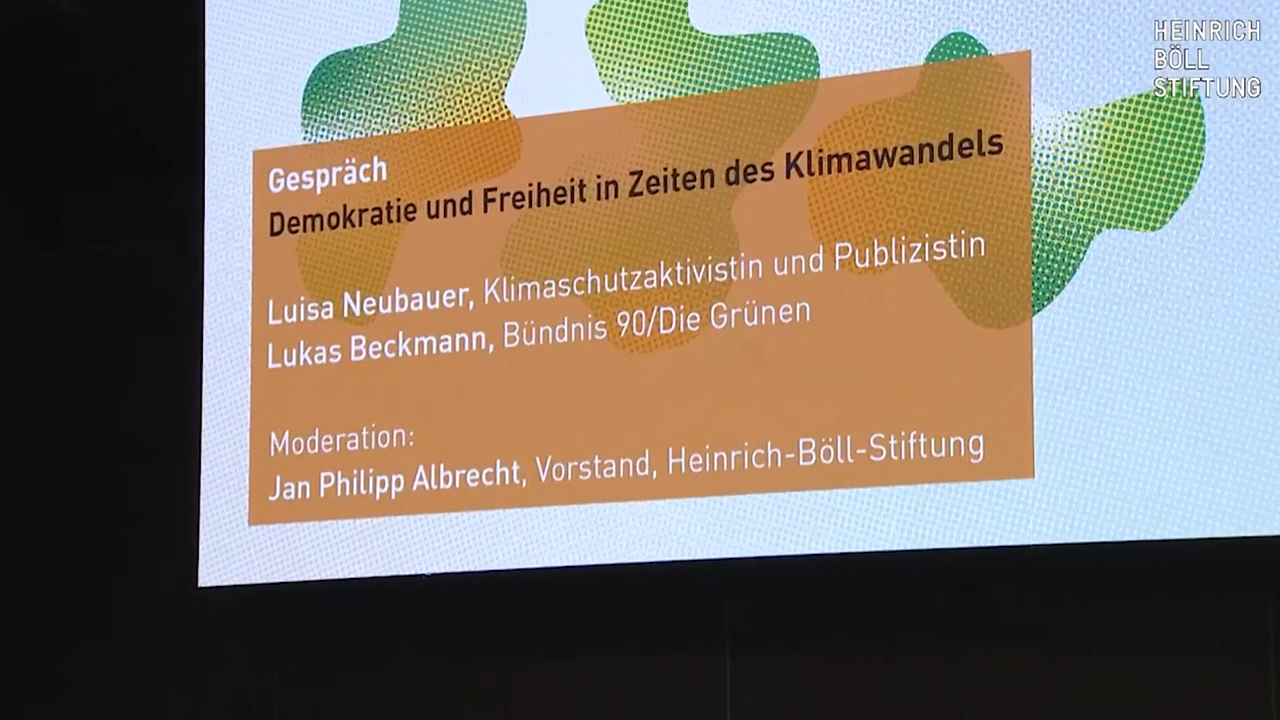 HEINRICH
BÖLL
STIFTUNG
Gespräch
Demokratie und Freiheit in Zeiten des Klimawandels
Luisa Neubauer, Klimaschutzaktivistin und Publizistin
Lukas Beckmann, Bündnis 90/Die Grünen
Moderation:
Jan Philipp Albrecht, Vorstand, Heinrich-Böll-Stiftung